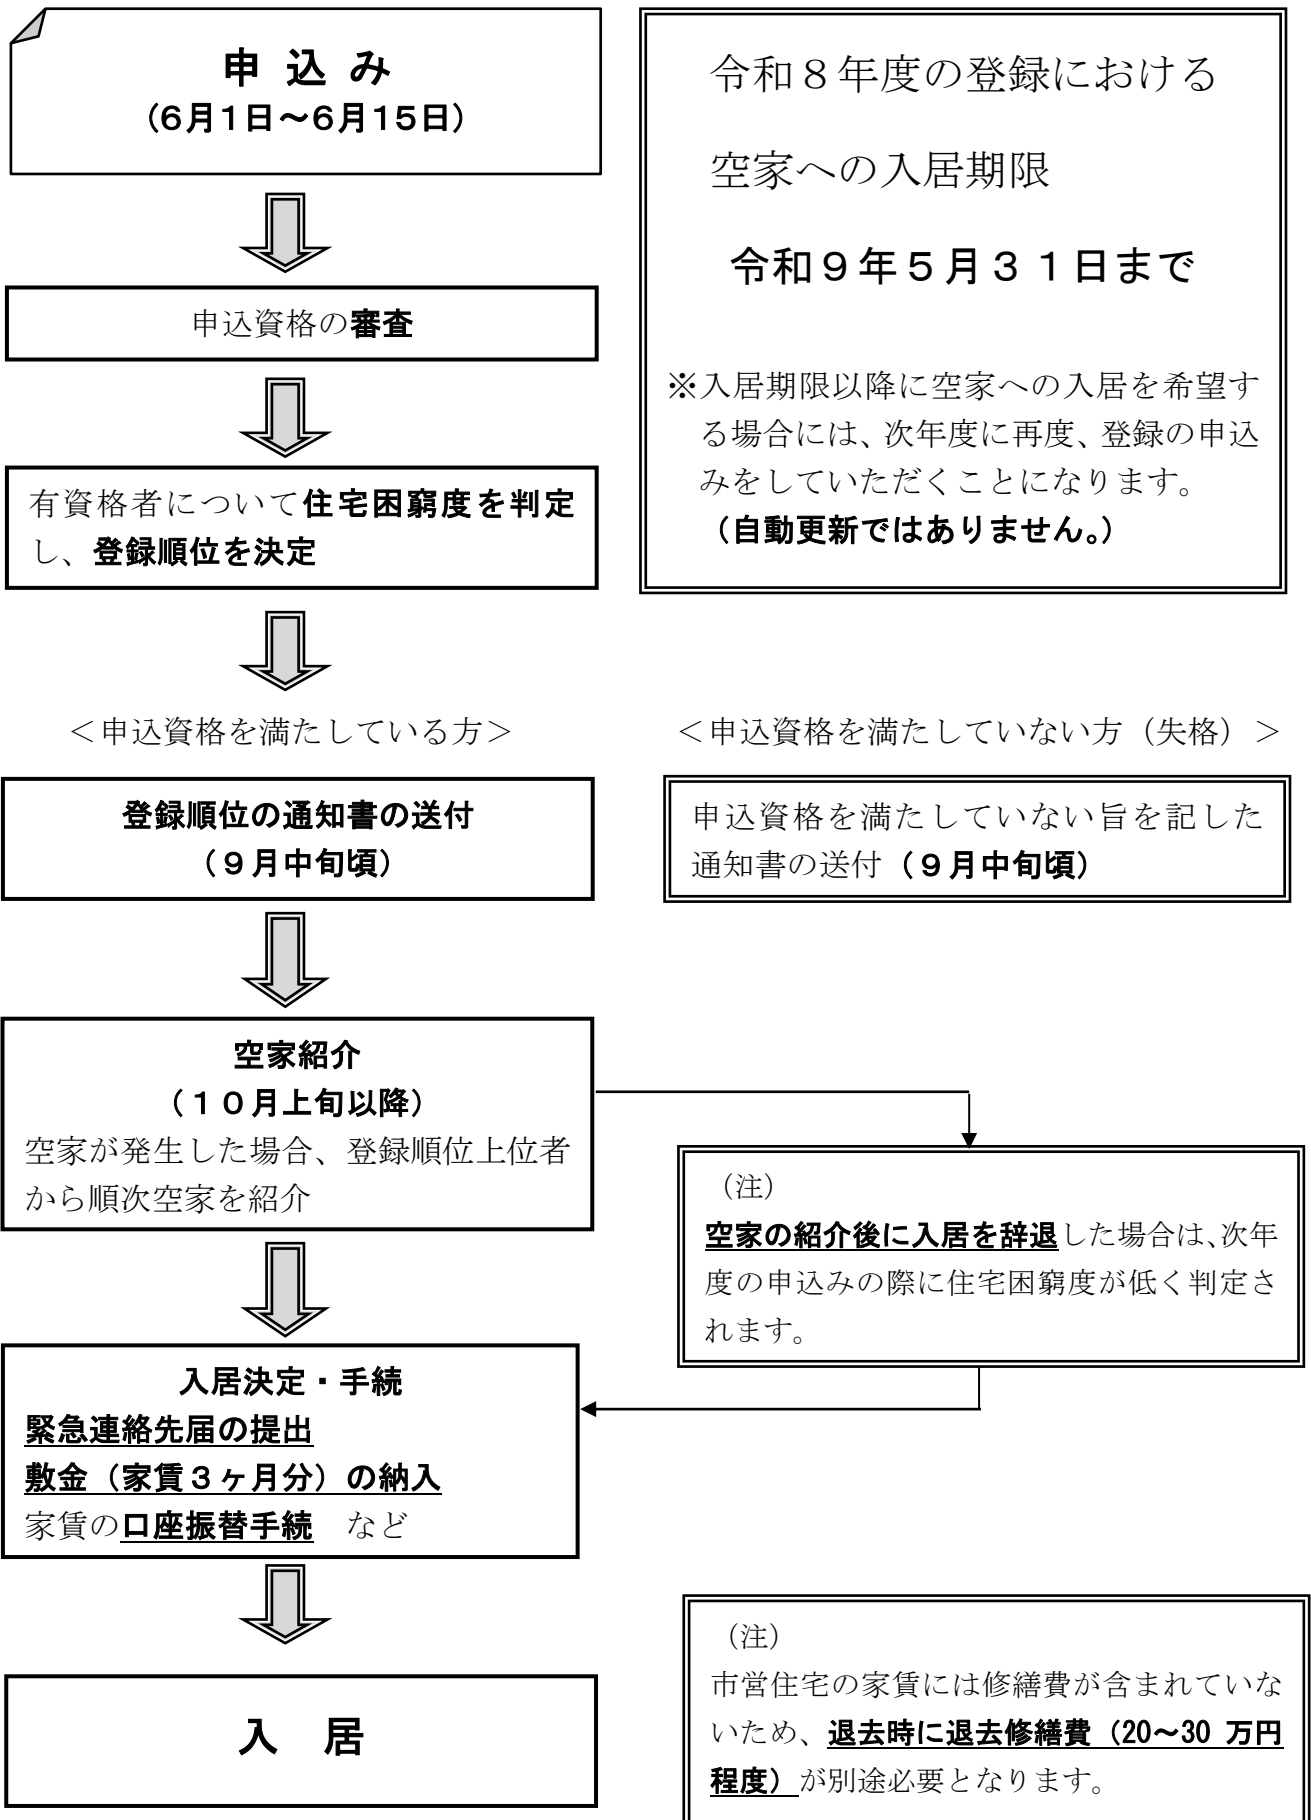 申 込 み
（6月1日～6月15日）
令和８年度の登録における
空家への入居期限
令和９年５月３１日まで
※入居期限以降に空家への入居を希望す
る場合には、次年度に再度、登録の申込
みをしていただくことになります。
（自動更新ではありません。）
申込資格の審査
有資格者について住宅困窮度を判定
し、登録順位を決定
＜申込資格を満たしている方＞
＜申込資格を満たしていない方（失格）＞
登録順位の通知書の送付
（９月中旬頃）
申込資格を満たしていない旨を記した
通知書の送付（９月中旬頃）
空家紹介
（１０月上旬以降）
空家が発生した場合、登録順位上位者
から順次空家を紹介
（注）
空家の紹介後に入居を辞退した場合は、次年
度の申込みの際に住宅困窮度が低く判定さ
れます。
入居決定・手続
緊急連絡先届の提出
敷金（家賃３ヶ月分）の納入
家賃の口座振替手続　など
入　居
（注）
市営住宅の家賃には修繕費が含まれていな
いため、退去時に退去修繕費（20～30 万円
程度）が別途必要となります。